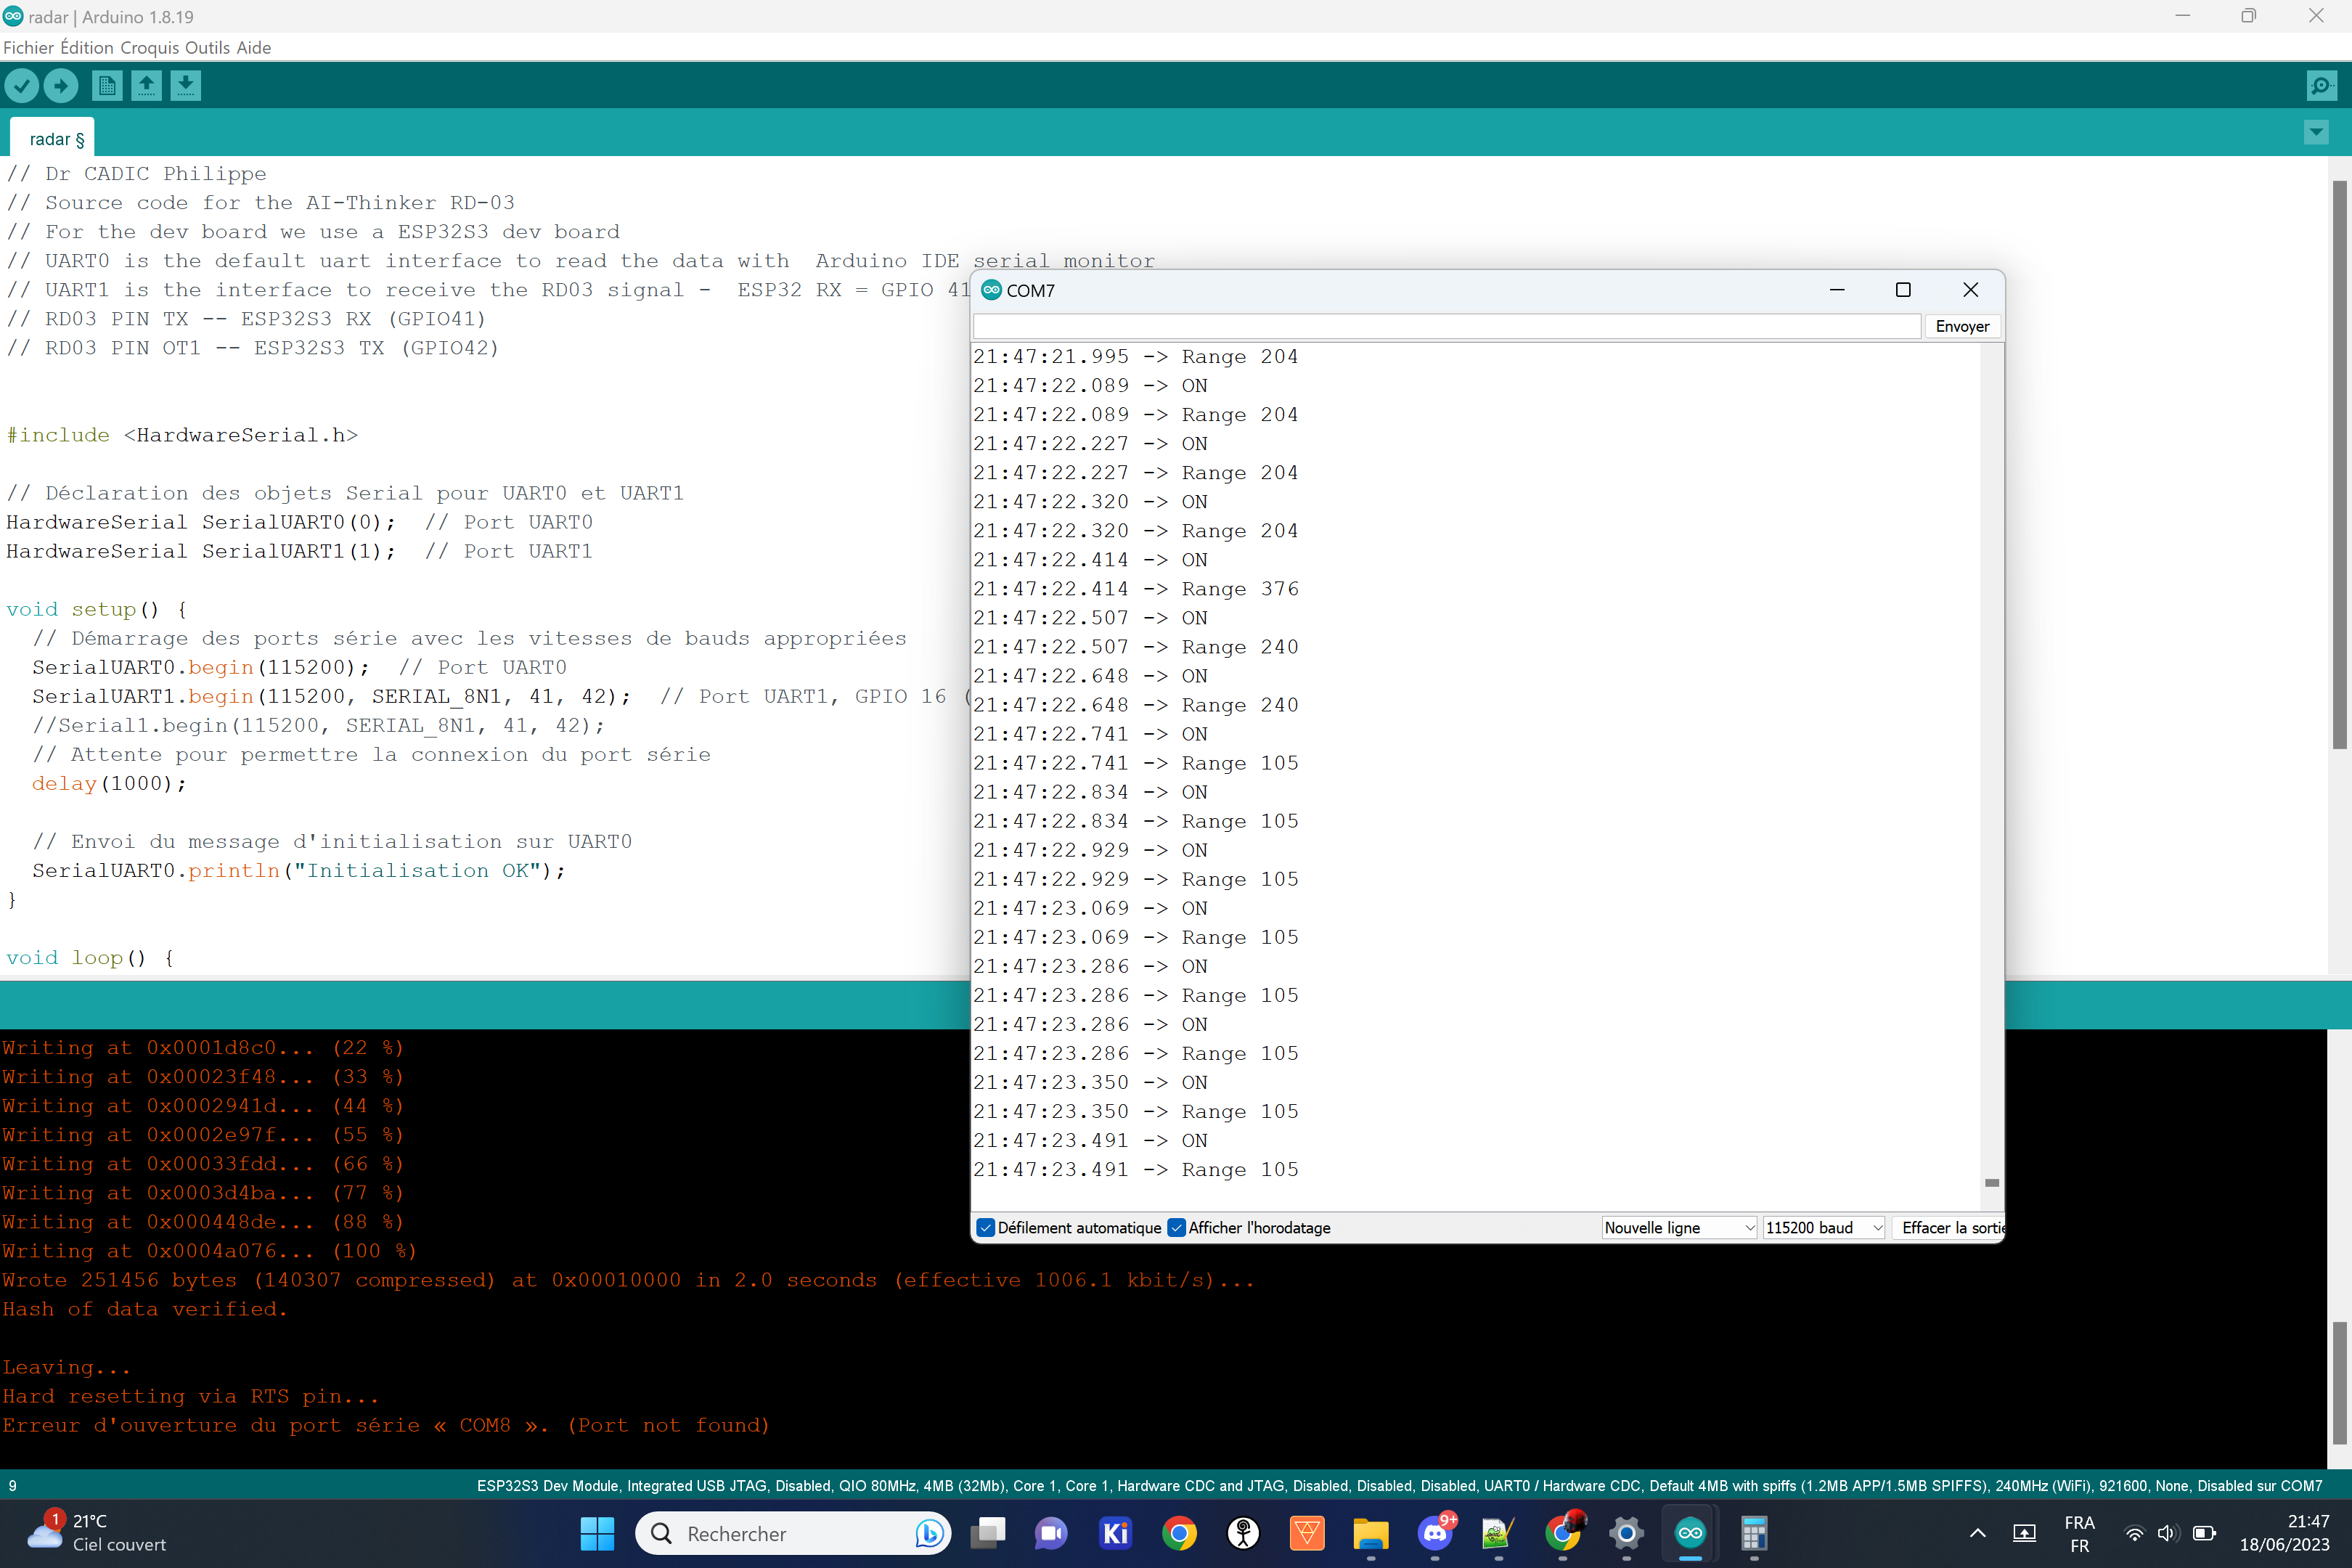 radar | Arduino 1.8.19
Fichier Édition Croquis Outils Aide
radar §
// Dr CADIC Philippe
// Source code for the AI-Thinker RD-03
// For the dev board we use a ESP32S3 dev board
// UART0 is the default uart interface to read the data with  Arduino IDE serial monitor
// UART1 is the interface to receive the RD03 signal -  ESP32 RX = GPIO 41
// RD03 PIN TX -- ESP32S3 RX (GPIO41)
// RD03 PIN OT1 -- ESP32S3 TX (GPIO42)
#include <HardwareSerial.h>
// Déclaration des objets Serial pour UART0 et UART1
HardwareSerial SerialUART0(0);  // Port UART0
HardwareSerial SerialUART1(1);  // Port UART1
void setup() {
// Démarrage des ports série avec les vitesses de bauds appropriées
SerialUART0.begin(115200);  // Port UART0
SerialUART1.begin(115200, SERIAL_8N1, 41, 42);  // Port UART1, GPIO 16 (
//Serial1.begin(115200, SERIAL_8N1, 41, 42);
// Attente pour permettre la connexion du port série
delay(1000);
// Envoi du message d'initialisation sur UART0
SerialUART0.println("Initialisation OK");
}
void loop() {
COM7
Envoyer
21:47:21.995 -> Range 204
21:47:22.089 -> ON
21:47:22.089 -> Range 204
21:47:22.227 -> ON
21:47:22.227 -> Range 204
21:47:22.320 -> ON
21:47:22.320 -> Range 204
21:47:22.414 -> ON
21:47:22.414 -> Range 376
21:47:22.507 -> ON
21:47:22.507 -> Range 240
21:47:22.648 -> ON
21:47:22.648 -> Range 240
21:47:22.741 -> ON
21:47:22.741 -> Range 105
21:47:22.834 -> ON
21:47:22.834 -> Range 105
21:47:22.929 -> ON
21:47:22.929 -> Range 105
21:47:23.069 -> ON
21:47:23.069 -> Range 105
21:47:23.286 -> ON
21:47:23.286 -> Range 105
21:47:23.286 -> ON
21:47:23.286 -> Range 105
21:47:23.350 -> ON
21:47:23.350 -> Range 105
21:47:23.491 -> ON
21:47:23.491 -> Range 105
Défilement automatique Afficher l'horodatage Nouvelle ligne 115200 baud Effacer la sortie
Writing at 0x0001d8c0... (22 %)
Writing at 0x00023f48... (33 %)
Writing at 0x0002941d... (44 %)
Writing at 0x0002e97f... (55 %)
Writing at 0x00033fdd... (66 %)
Writing at 0x0003d4ba... (77 %)
Writing at 0x000448de... (88 %)
Writing at 0x0004a076... (100 %)
Wrote 251456 bytes (140307 compressed) at 0x00010000 in 2.0 seconds (effective 1006.1 kbit/s)...
Hash of data verified.
Leaving...
Hard resetting via RTS pin...
Erreur d'ouverture du port série « COM8 ». (Port not found)
9 ESP32S3 Dev Module, Integrated USB JTAG, Disabled, QIO 80MHz, 4MB (32Mb), Core 1, Core 1, Hardware CDC and JTAG, Disabled, Disabled, Disabled, UART0 / Hardware CDC, Default 4MB with spiffs (1.2MB APP/1.5MB SPIFFS), 240MHz (WiFi), 921600, None, Disabled sur COM7
1
21°C
Ciel couvert
Rechercher
Ki
9+
FRA
FR
21:47
18/06/2023